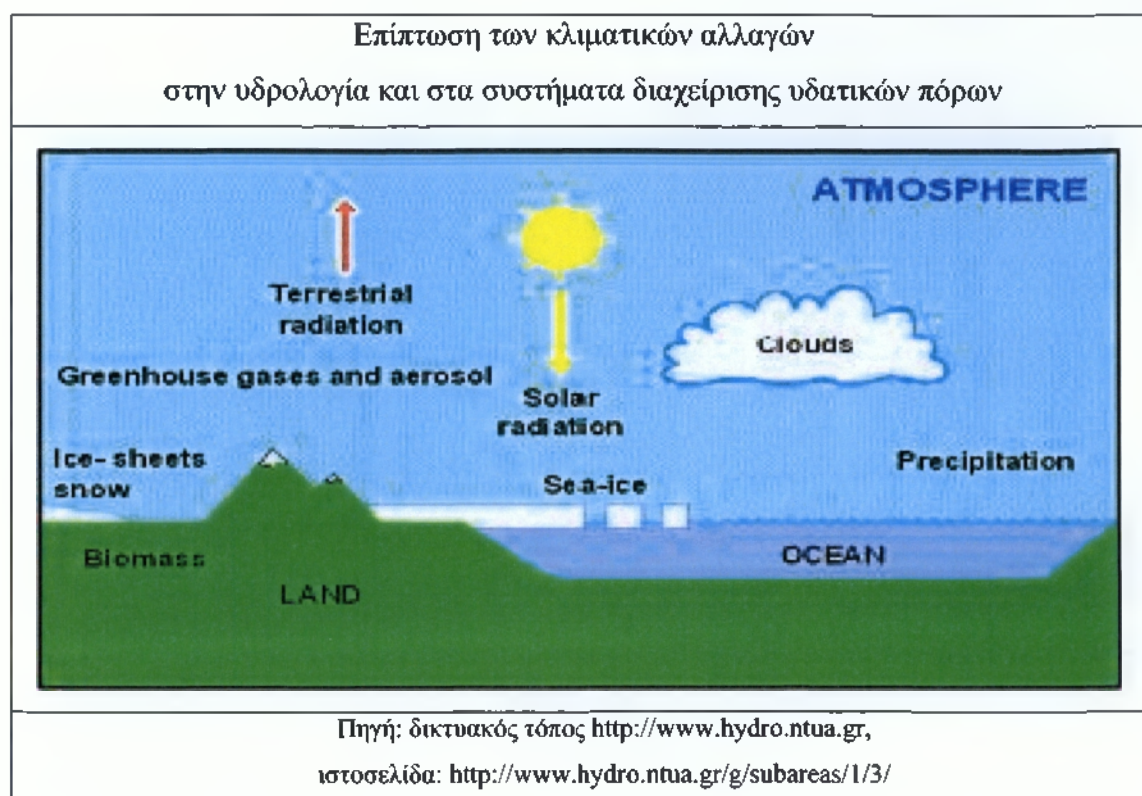 Επίπτωση των κλιματικών αλλαγών
στην υδρολογία και στα συστήματα διαχείρισης υδατικών πόρων
ATMOSPHERE
Terrestrial
radiation
Clouds
Greenhouse gases and aerosol
Solar
radiation
Ice-sheets
snow
Sea-ice
Precipitation
Biomass
OCEAN
LAND
Πηγή: δικτυακός τόπος http://www.hydro.ntua.gr,
ιστοσελίδα: http://www.hydro.ntua.gr/g/subareas/1/3/